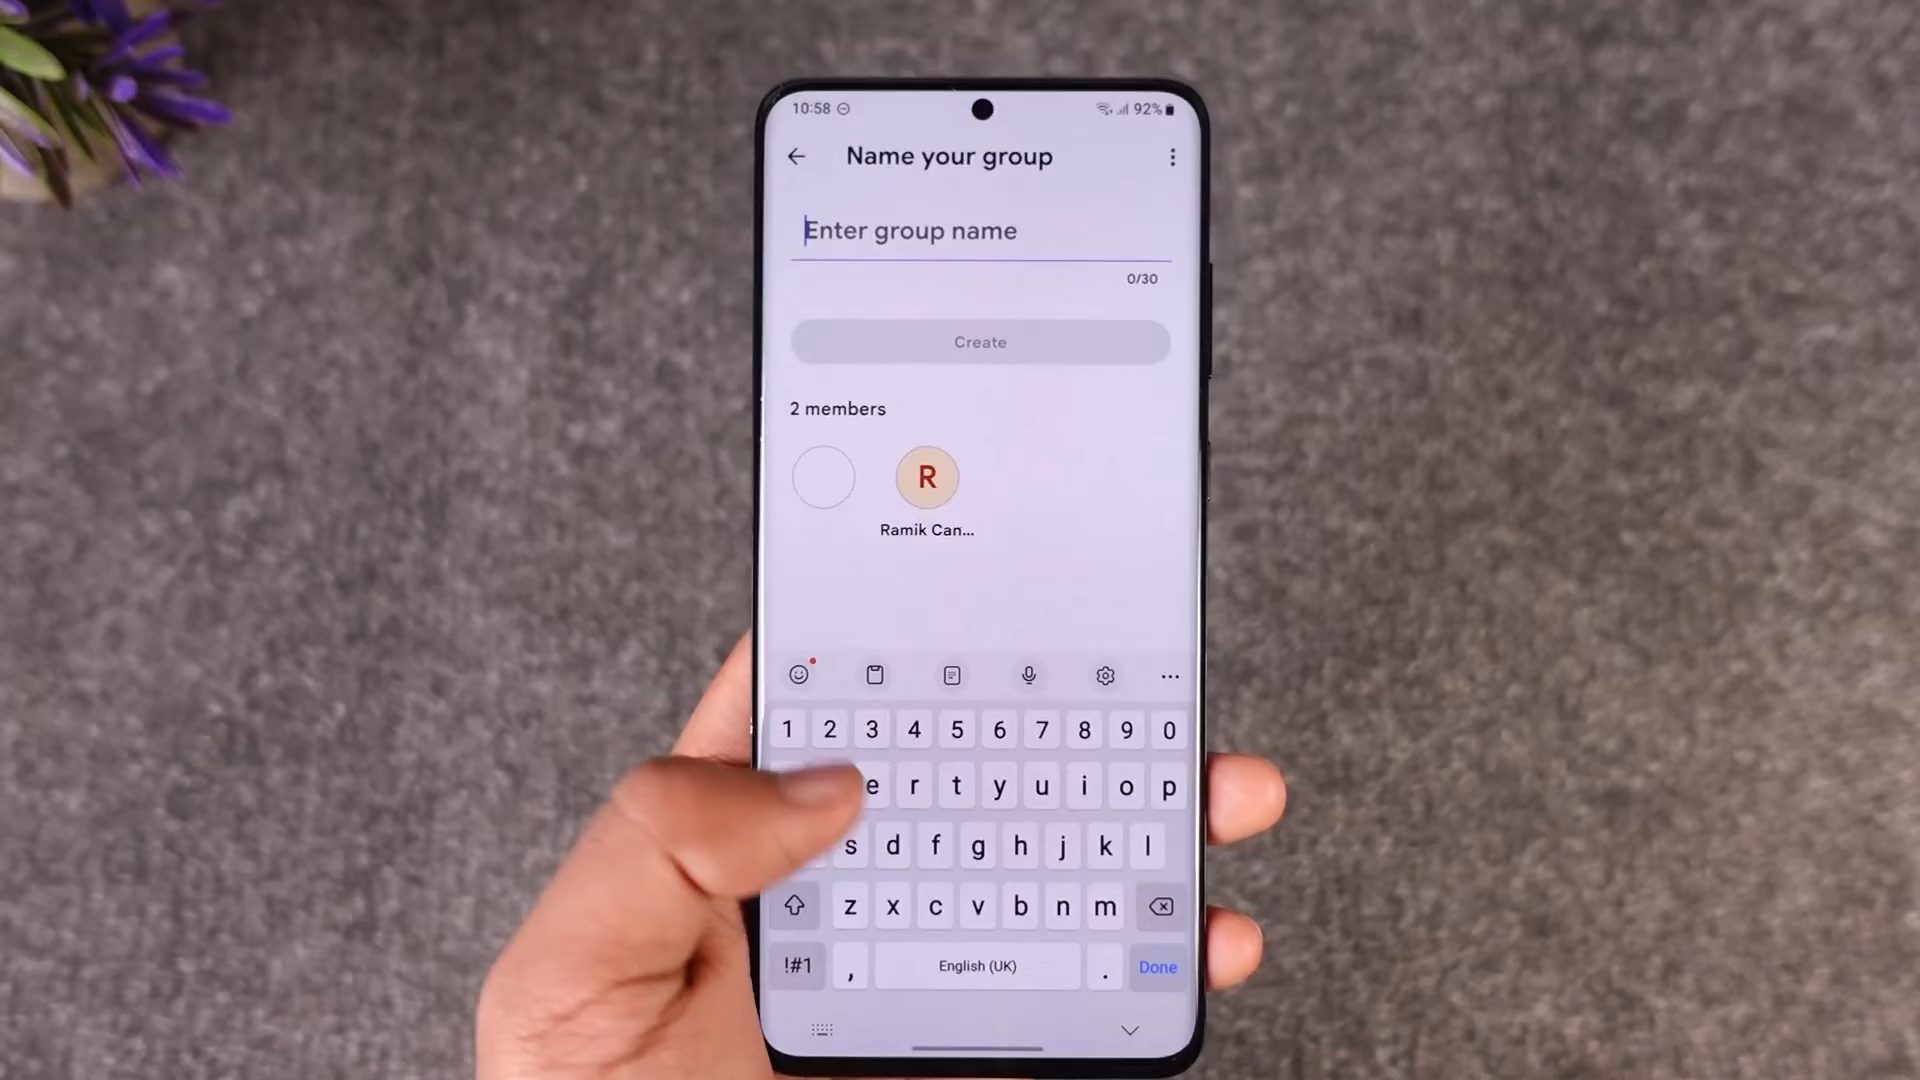 10:58 92%
Name your group
Enter group name
0/30
Create
2 members
R
Ramik Can...
1 2 3 4 5 6 7 8 9 0
e r t y u i o p
s d f g h j k l
z x c v b n m
!#1 , English (UK) . Done